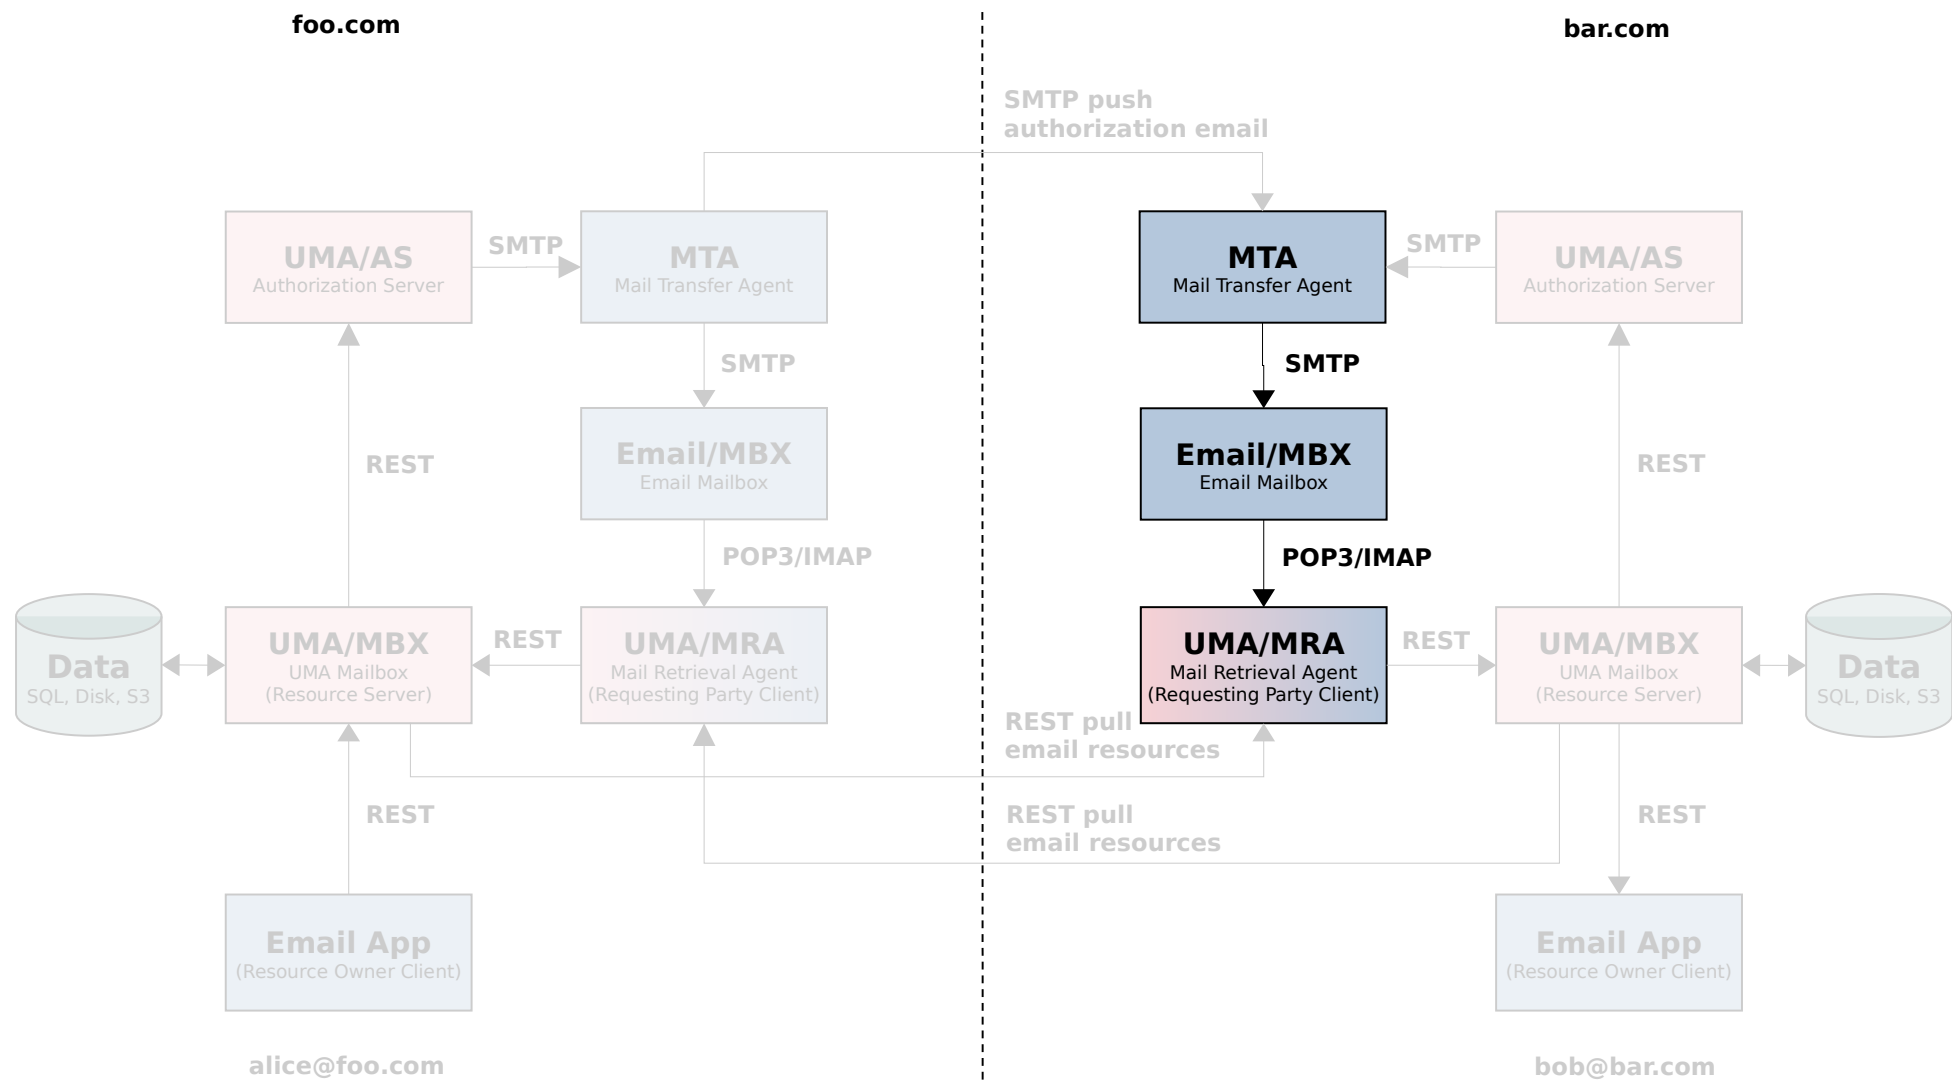 foo.com
bar.com
SMTP push
authorization email
UMA/AS
Authorization Server
SMTP
MTA
Mail Transfer Agent
MTA
Mail Transfer Agent
SMTP
UMA/AS
Authorization Server
SMTP
SMTP
REST
Email/MBX
Email Mailbox
Email/MBX
Email Mailbox
REST
POP3/IMAP
POP3/IMAP
Data
SQL, Disk, S3
UMA/MBX
UMA Mailbox
(Resource Server)
REST
UMA/MRA
Mail Retrieval Agent
(Requesting Party Client)
UMA/MRA
Mail Retrieval Agent
(Requesting Party Client)
REST
UMA/MBX
UMA Mailbox
(Resource Server)
Data
SQL, Disk, S3
REST pull
email resources
REST
REST pull
email resources
REST
Email App
(Resource Owner Client)
Email App
(Resource Owner Client)
alice@foo.com
bob@bar.com